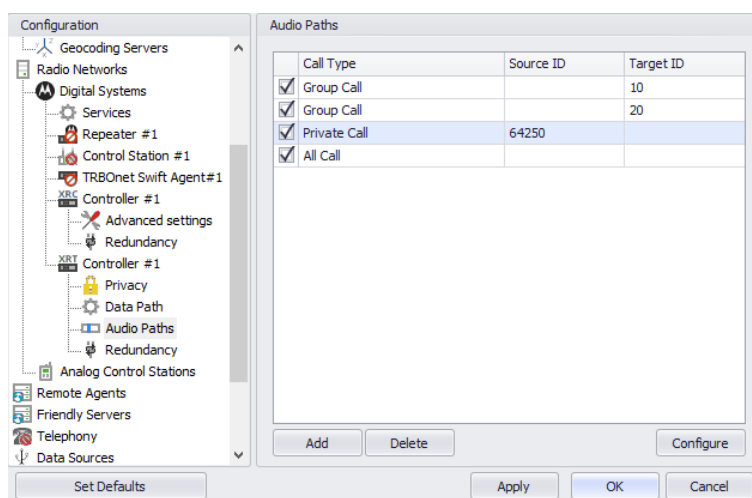 Configuration
Geocoding Servers
Radio Networks
Digital Systems
Services
Repeater #1
Control Station #1
TRBOnet Swift Agent#1
XRC Controller #1
Advanced settings
Redundancy
XRT Controller #1
Privacy
Data Path
Audio Paths
Redundancy
Analog Control Stations
Remote Agents
Friendly Servers
Telephony
Data Sources
Set Defaults
Audio Paths
Call Type Source ID Target ID
Group Call 10
Group Call 20
Private Call 64250
All Call
Add Delete Configure
Apply OK Cancel